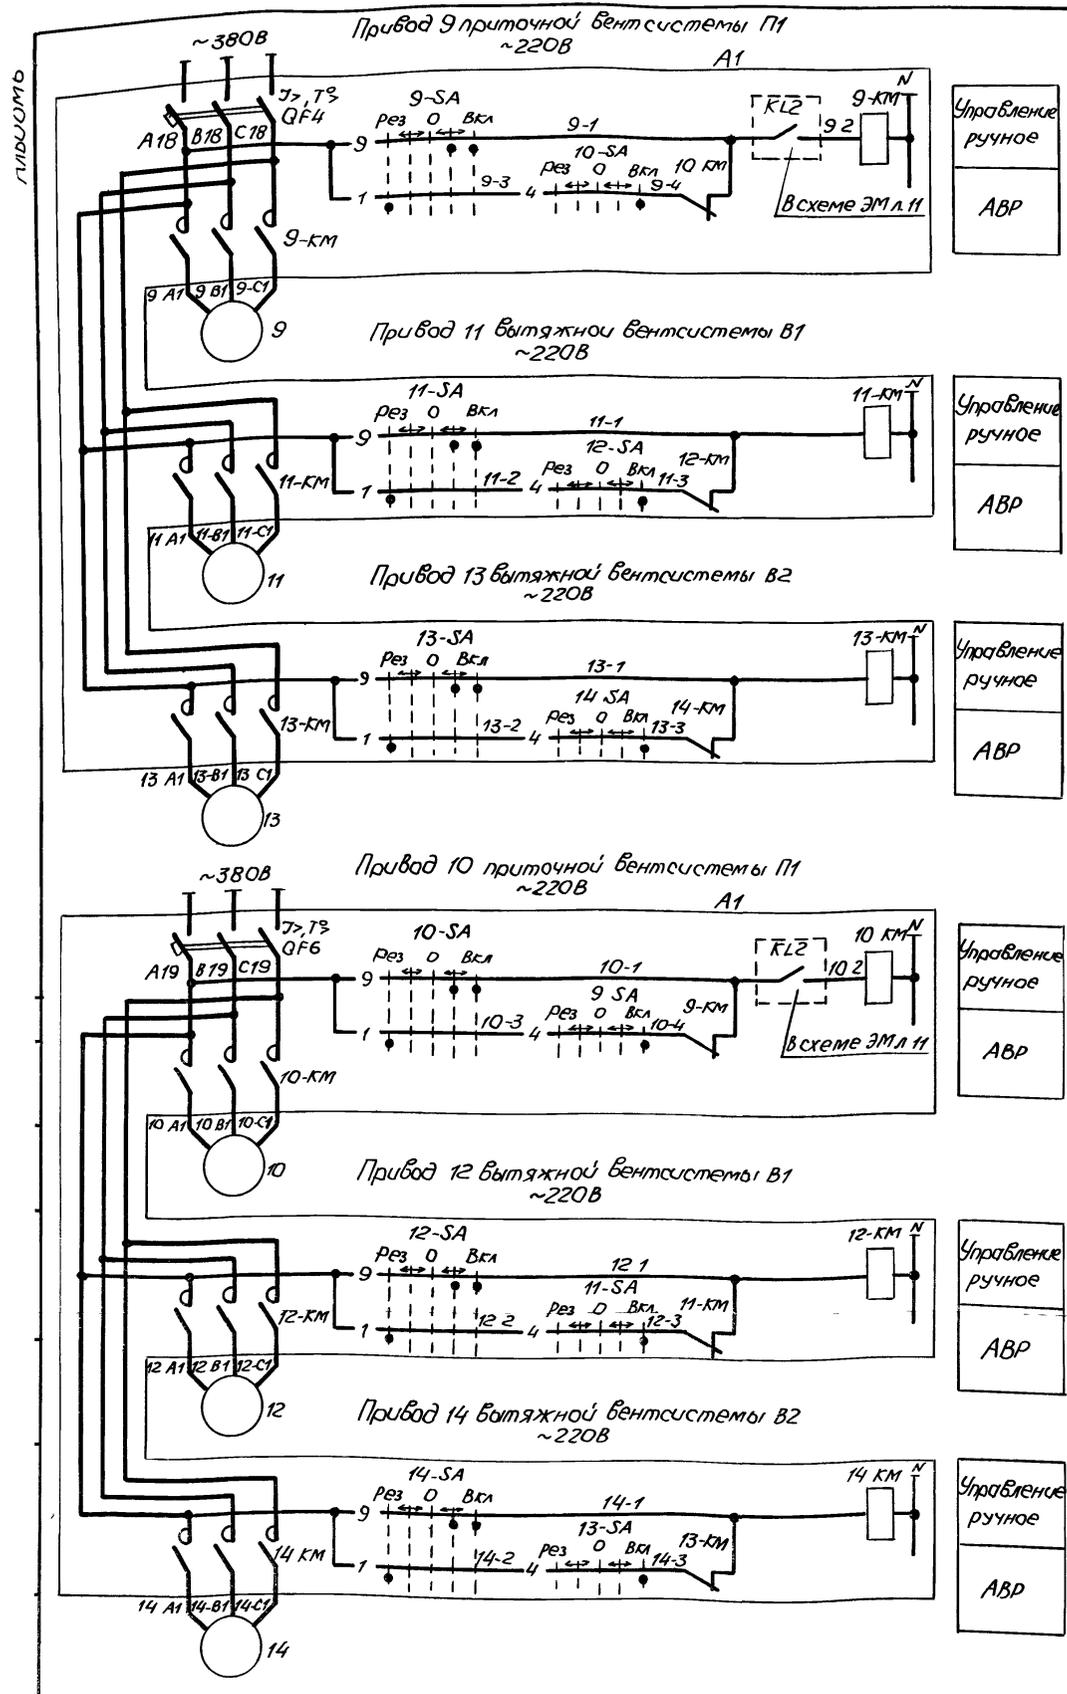 Альбом 5
Привод 9 приточной вентсистемы П1
~220В
~380В
А1
J>, T°>
QF4
А18 В18 С18
9-SA
Рез О Вкл
9 9-1
KL2
9 2
9-КМ
N
10-SA
Рез О Вкл
10 КМ
1 9-3 4 9-4
В схеме ЭМ л 11
Управление
ручное
АВР
9-КМ
9 А1 9 В1 9-С1
9
Привод 11 вытяжной вентсистемы В1
~220В
11-SA
Рез О Вкл
9 11-1
11-КМ
N
12-SA
Рез О Вкл
12-КМ
1 11-2 4 11-3
Управление
ручное
АВР
11-КМ
11 А1 11-В1 11-С1
11
Привод 13 вытяжной вентсистемы В2
~220В
13-SA
Рез О Вкл
9 13-1
13-КМ
N
14 SA
Рез О Вкл
14-КМ
1 13-2 4 13-3
Управление
ручное
АВР
13-КМ
13 А1 13-В1 13 С1
13
Привод 10 приточной вентсистемы П1
~220В
~380В
А1
J>, T°>
QF6
А19 В19 С19
10-SA
Рез О Вкл
9 10-1
KL2
10 2
10 КМ
N
9 SA
Рез О Вкл
9-КМ
1 10-3 4 10-4
В схеме ЭМ л 11
Управление
ручное
АВР
10-КМ
10 А1 10 В1 10-С1
10
Привод 12 вытяжной вентсистемы В1
~220В
12-SA
Рез О Вкл
9 12 1
12-КМ
N
11-SA
Рез О Вкл
11-КМ
1 12 2 4 12-3
Управление
ручное
АВР
12-КМ
12 А1 12 В1 12-С1
12
Привод 14 вытяжной вентсистемы В2
~220В
14-SA
Рез О Вкл
9 14-1
14 КМ
N
13-SA
Рез О Вкл
13-КМ
1 14-2 4 14-3
Управление
ручное
АВР
14 КМ
14 А1 14-В1 14-С1
14